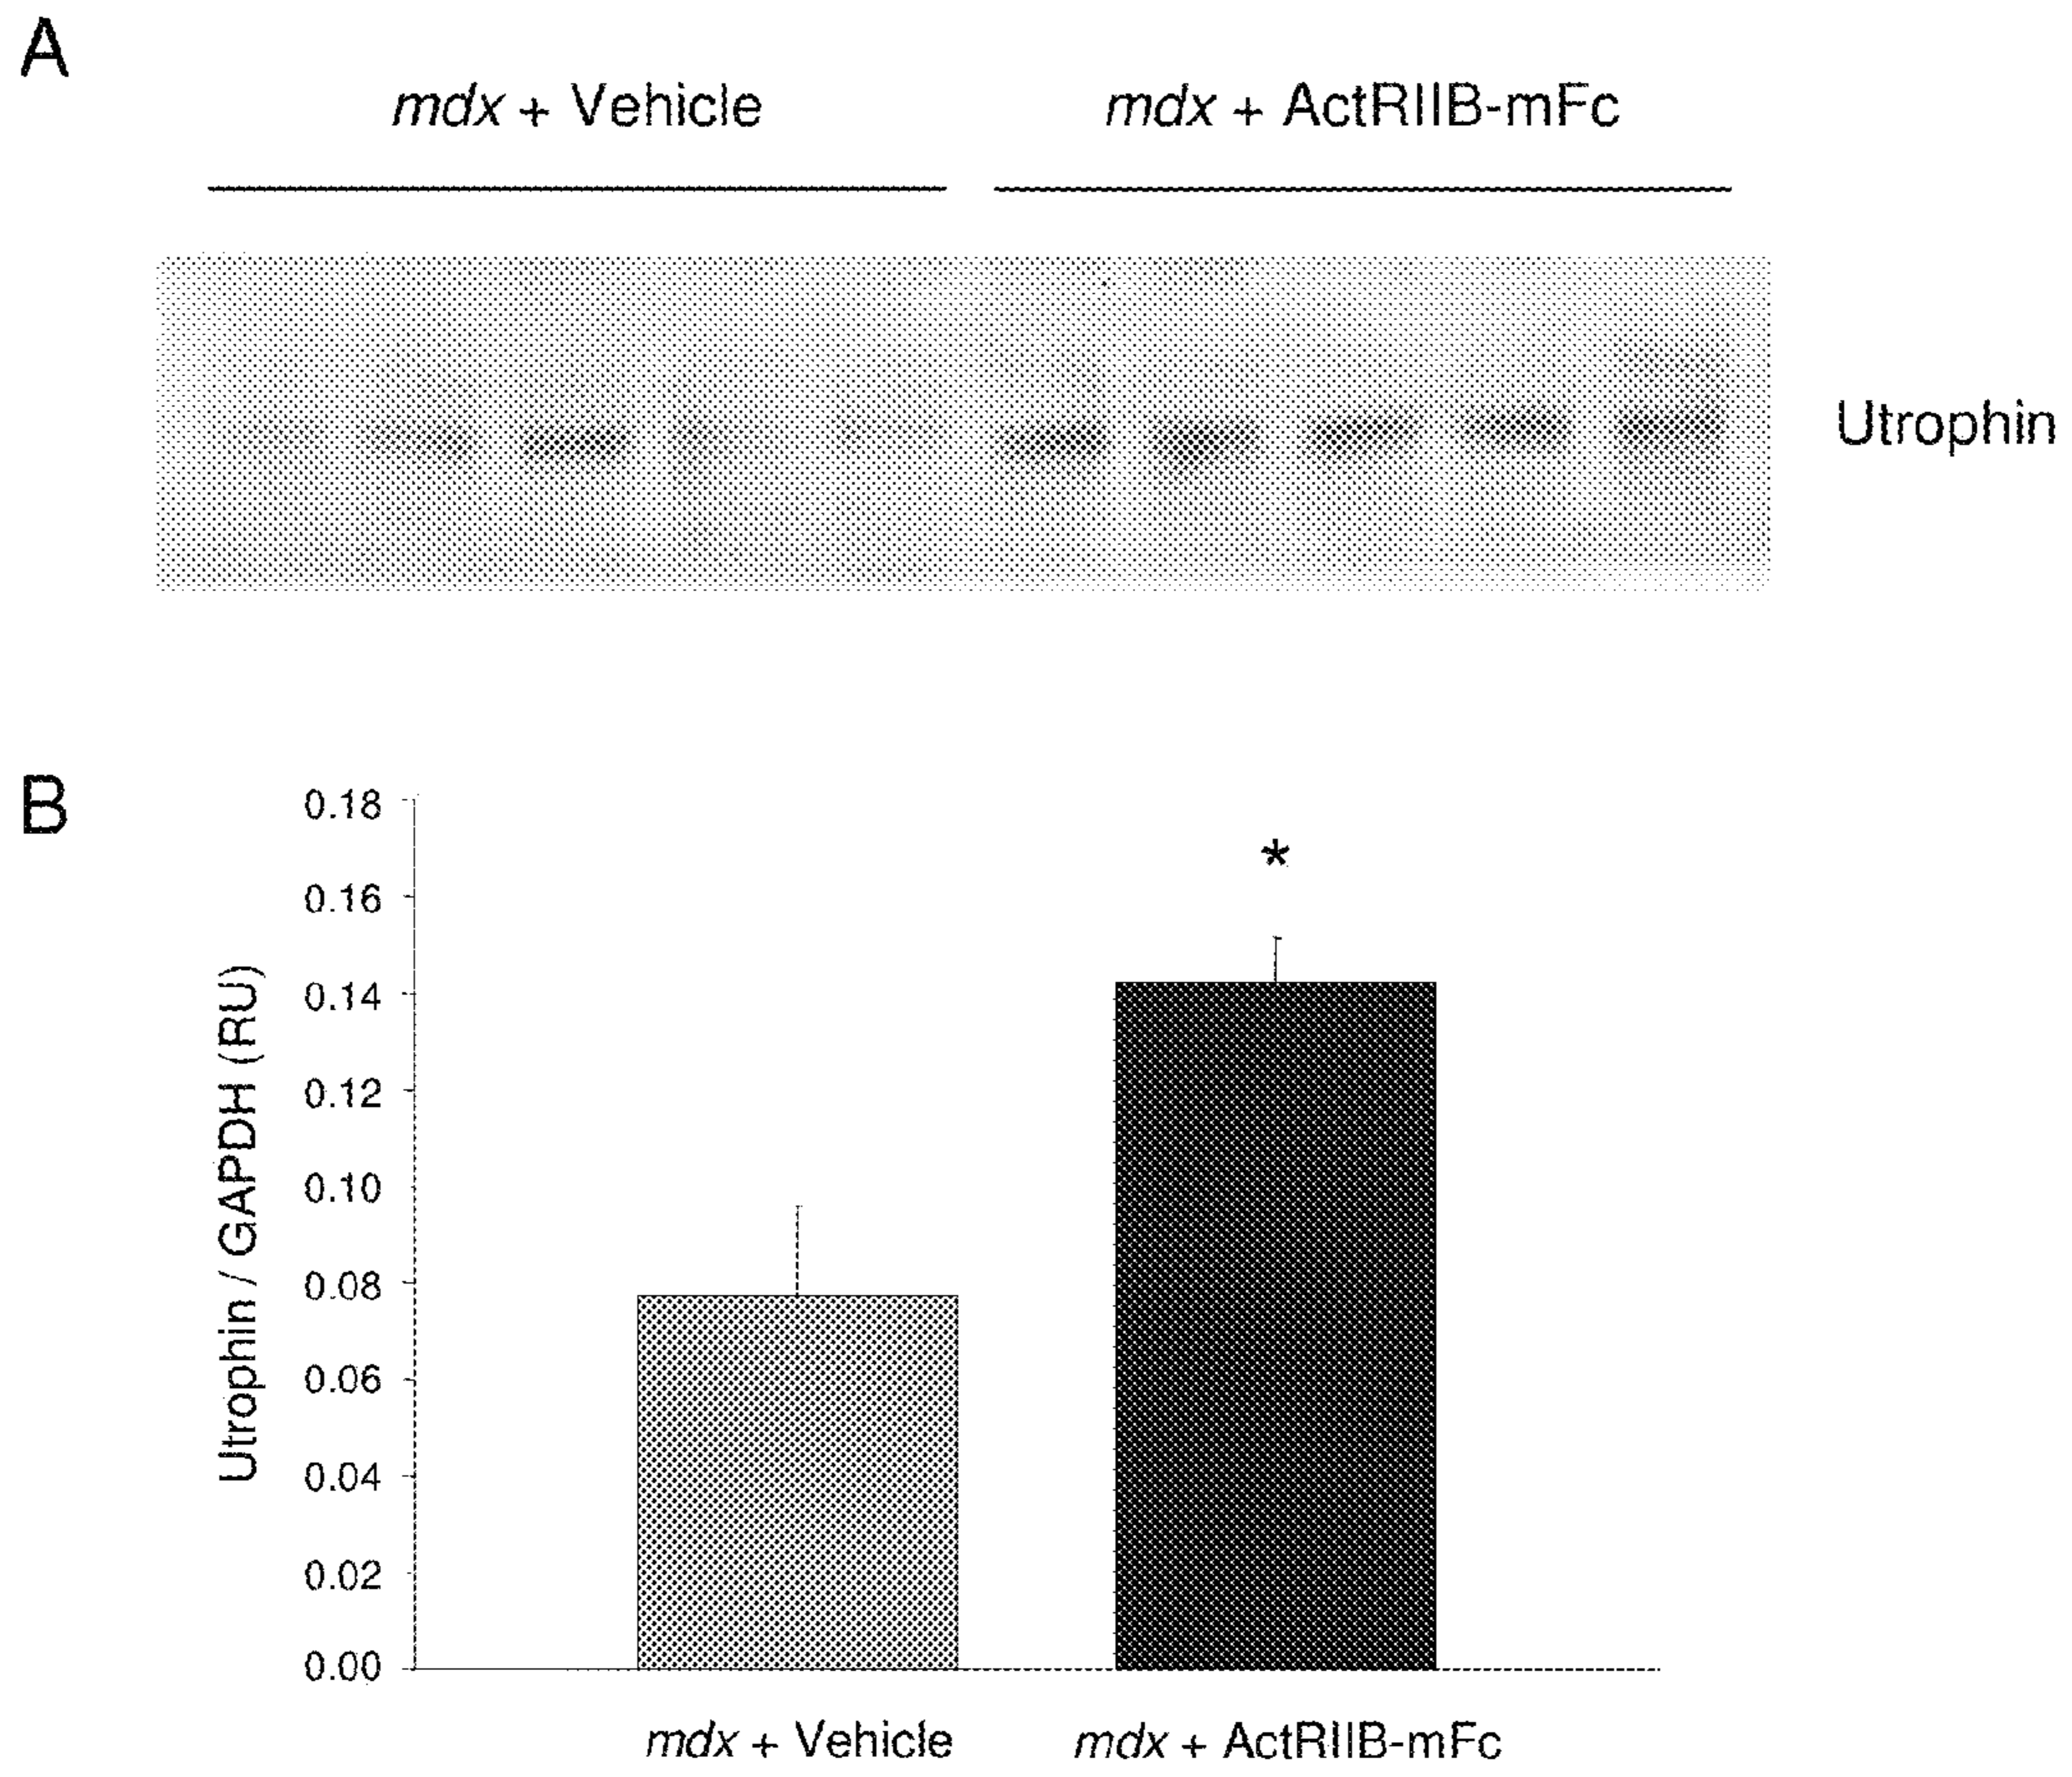 A
mdx + Vehicle
mdx + ActRIIB-mFc
Utrophin
B
Utrophin / GAPDH (RU)
0.18
0.16
0.14
0.12
0.10
0.08
0.06
0.04
0.02
0.00
*
mdx + Vehicle
mdx + ActRIIB-mFc